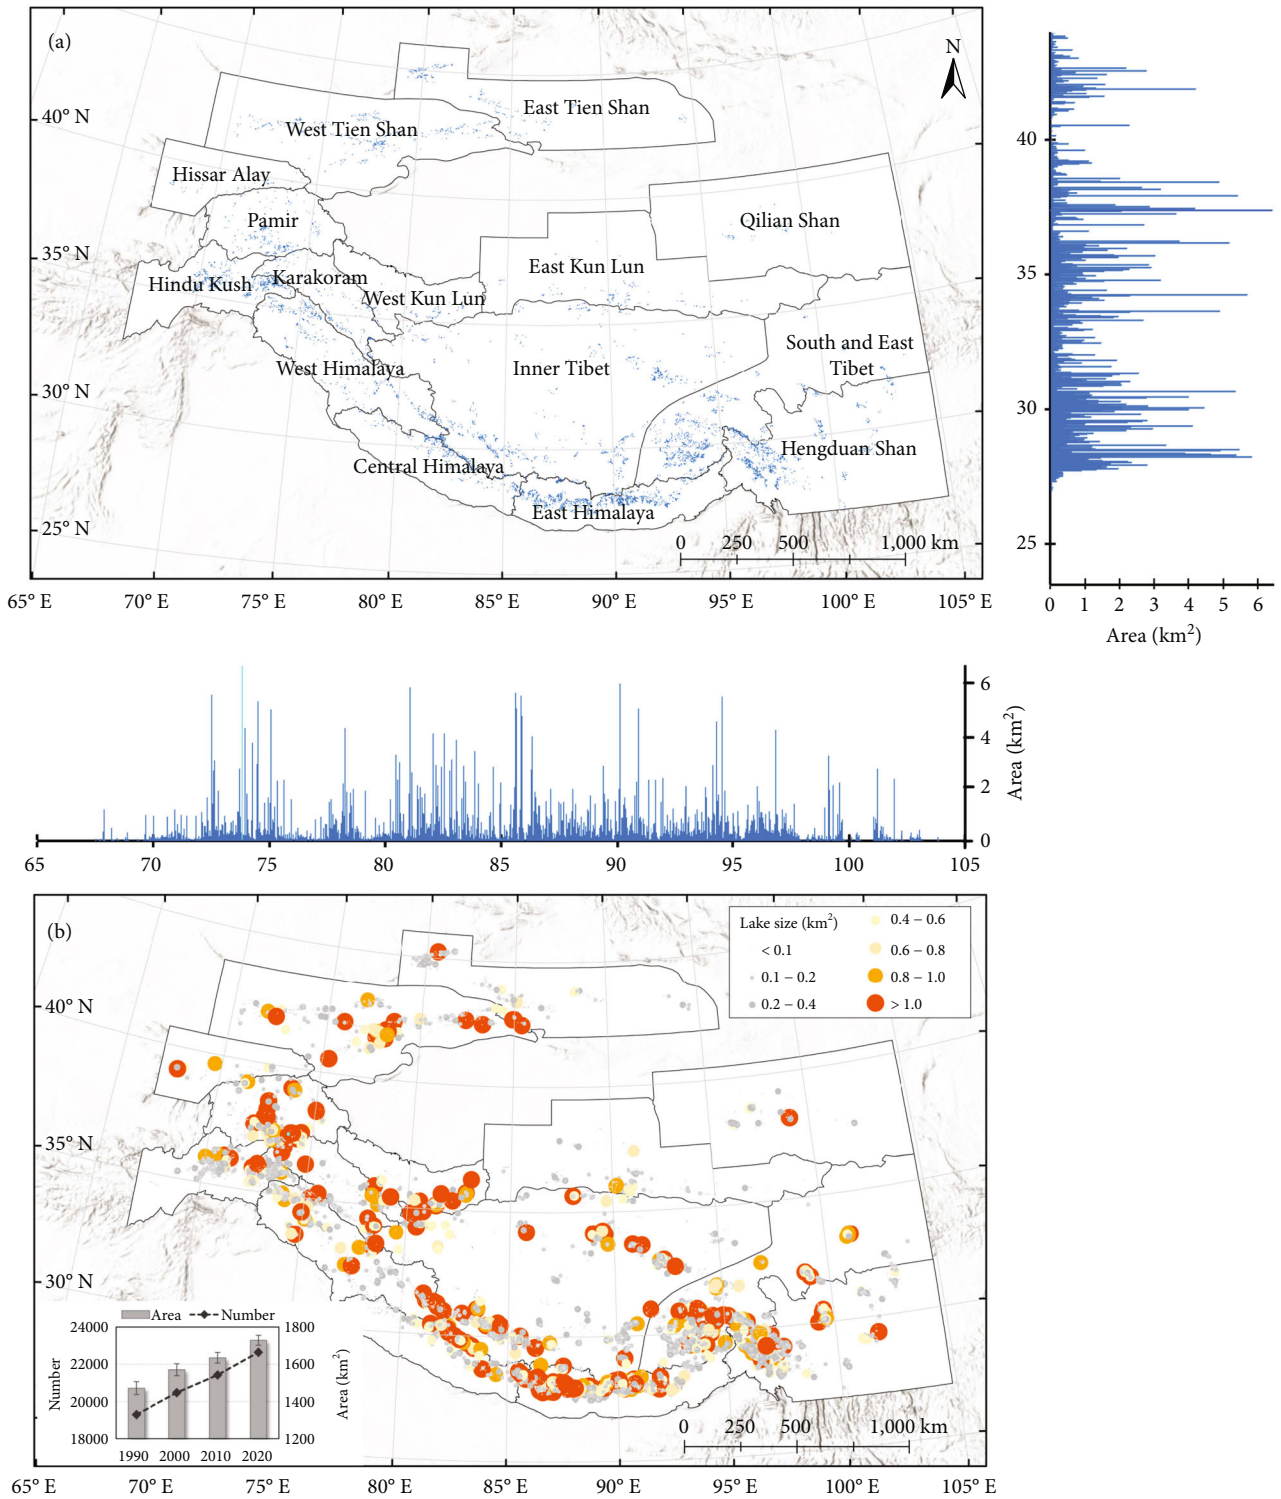 (a)
N
40° N
35° N
30° N
25° N
East Tien Shan
West Tien Shan
Hissar Alay
Pamir
Qilian Shan
East Kun Lun
Hindu Kush
Karakoram
West Kun Lun
South and East
Tibet
West Himalaya
Inner Tibet
Hengduan Shan
Central Himalaya
East Himalaya
0 250 500 1,000 km
65° E 70° E 75° E 80° E 85° E 90° E 95° E 100° E 105° E
40
35
30
25
0 1 2 3 4 5 6
Area (km²)
6
4
2
0
Area (km²)
65 70 75 80 85 90 95 100 105
(b)
Lake size (km²)
< 0.1
0.1 – 0.2
0.2 – 0.4
0.4 – 0.6
0.6 – 0.8
0.8 – 1.0
> 1.0
40° N
35° N
30° N
Area Number
24000
22000
20000
18000
Number
1800
1600
1400
1200
Area (km²)
1990 2000 2010 2020
0 250 500 1,000 km
65° E 70° E 75° E 80° E 85° E 90° E 95° E 100° E 105° E